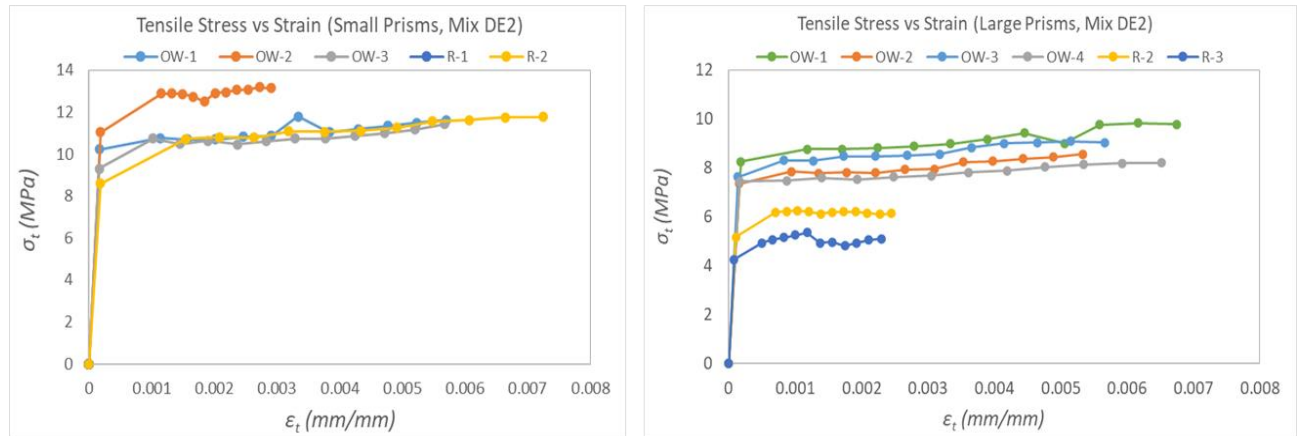 Tensile Stress vs Strain (Small Prisms, Mix DE2)
OW-1 OW-2 OW-3 R-1 R-2
14
12
10
8
6
4
2
0
σt (MPa)
0 0.001 0.002 0.003 0.004 0.005 0.006 0.007 0.008
εt (mm/mm)
Tensile Stress vs Strain (Large Prisms, Mix DE2)
OW-1 OW-2 OW-3 OW-4 R-2 R-3
12
10
8
6
4
2
0
σt (MPa)
0 0.001 0.002 0.003 0.004 0.005 0.006 0.007 0.008
εt (mm/mm)